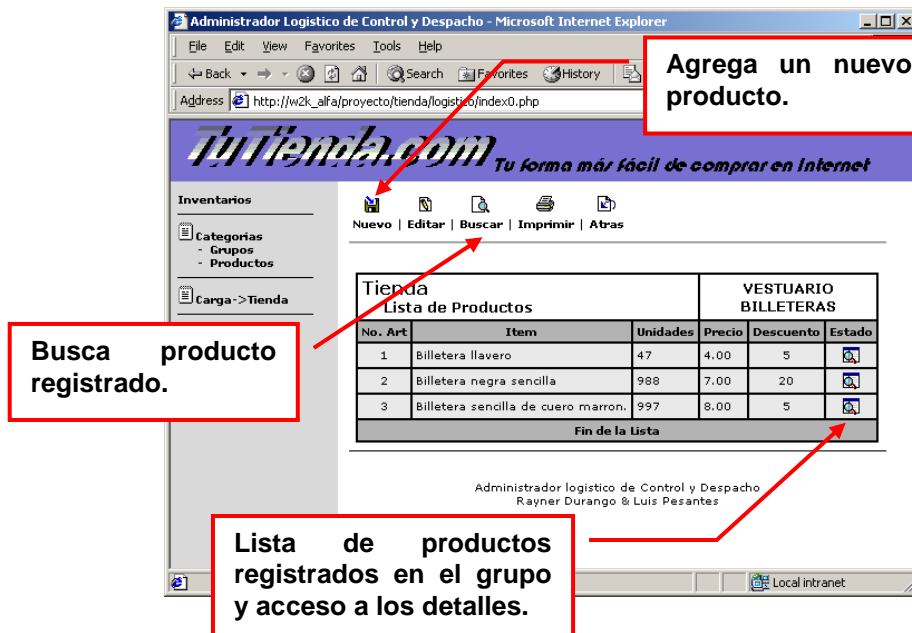 Administrador Logistico de Control y Despacho - Microsoft Internet Explorer
File Edit View Favorites Tools Help
Back Search Favorites History
Address http://w2k_alfa/proyecto/tienda/logistico/index0.php
Agrega un nuevo
producto.
TuTienda.com
Tu forma más fácil de comprar en Internet
Inventarios
Categorias
- Grupos
- Productos
Carga->Tienda
Nuevo | Editar | Buscar | Imprimir | Atras
Tienda
Lista de Productos
VESTUARIO
BILLETERAS
No. Art Item Unidades Precio Descuento Estado
1 Billetera llavero 47 4.00 5
2 Billetera negra sencilla 988 7.00 20
3 Billetera sencilla de cuero marron. 997 8.00 5
Fin de la Lista
Busca producto
registrado.
Administrador logistico de Control y Despacho
Rayner Durango & Luis Pesantes
Lista de productos
registrados en el grupo
y acceso a los detalles.
Local intranet